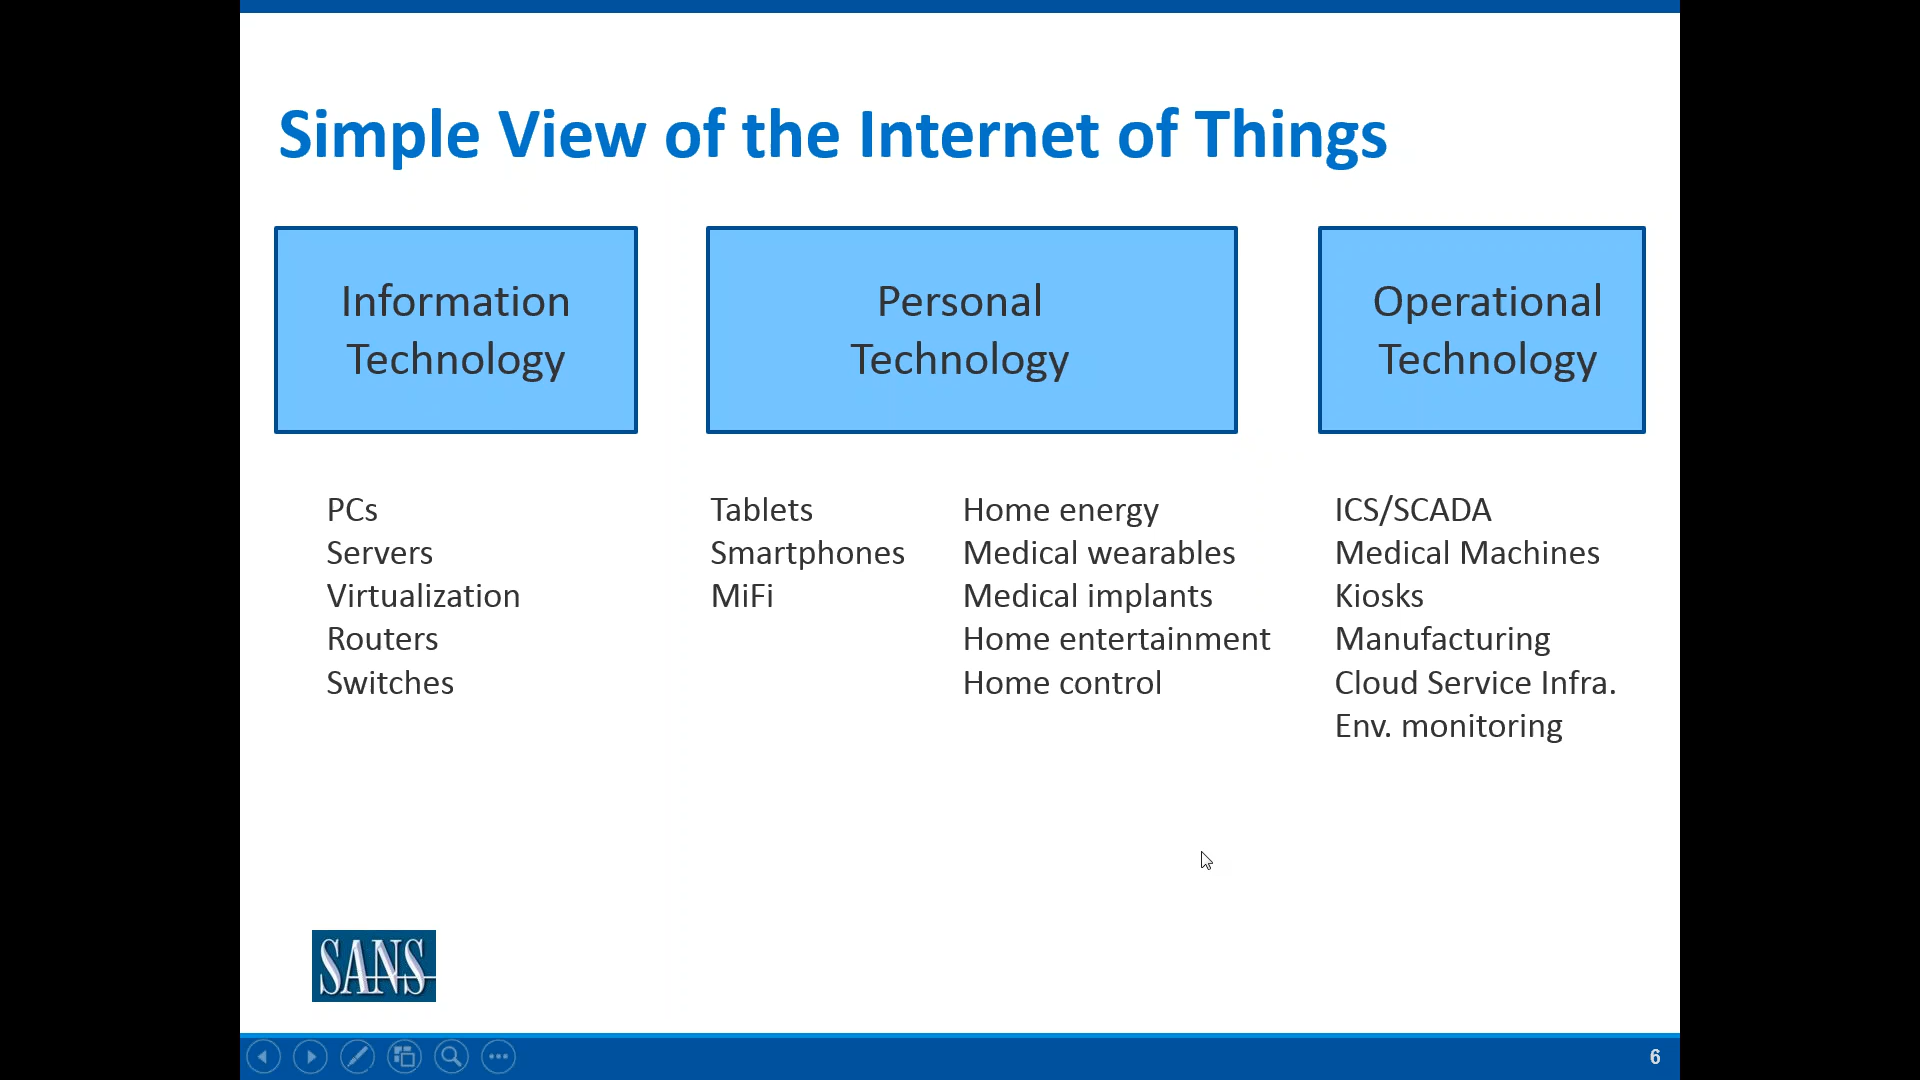 Simple View of the Internet of Things
Information
Technology
Personal
Technology
Operational
Technology
PCs
Servers
Virtualization
Routers
Switches
Tablets
Smartphones
MiFi
Home energy
Medical wearables
Medical implants
Home entertainment
Home control
ICS/SCADA
Medical Machines
Kiosks
Manufacturing
Cloud Service Infra.
Env. monitoring
SANS
6